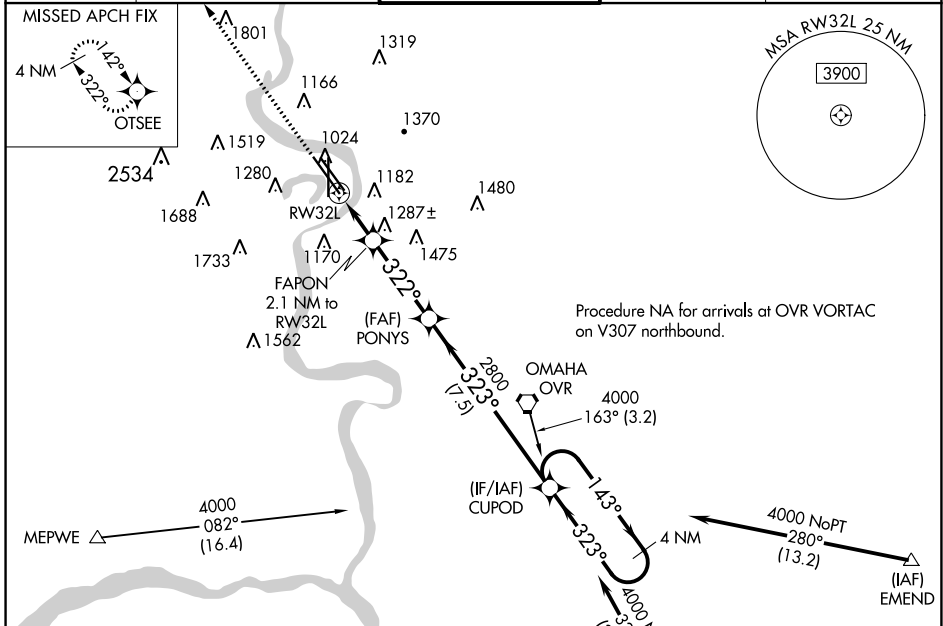 MISSED APCH FIX
4 NM
142°
322°
OTSEE
1801
1319
1166
1370
1519
1024
2534
1280
1182
1480
1688
RW32L
1287±
1733
1170
1475
FAPON
2.1 NM to
RW32L
322°
(FAF)
PONYS
1562
MSA RW32L 25 NM
3900
Procedure NA for arrivals at OVR VORTAC
on V307 northbound.
2800
323°
(7.5)
OMAHA
OVR
4000
163° (3.2)
(IF/IAF)
CUPOD
143°
323°
4 NM
MEPWE
4000
082°
(16.4)
4000 NoPT
280°
(13.2)
(IAF)
EMEND
4000